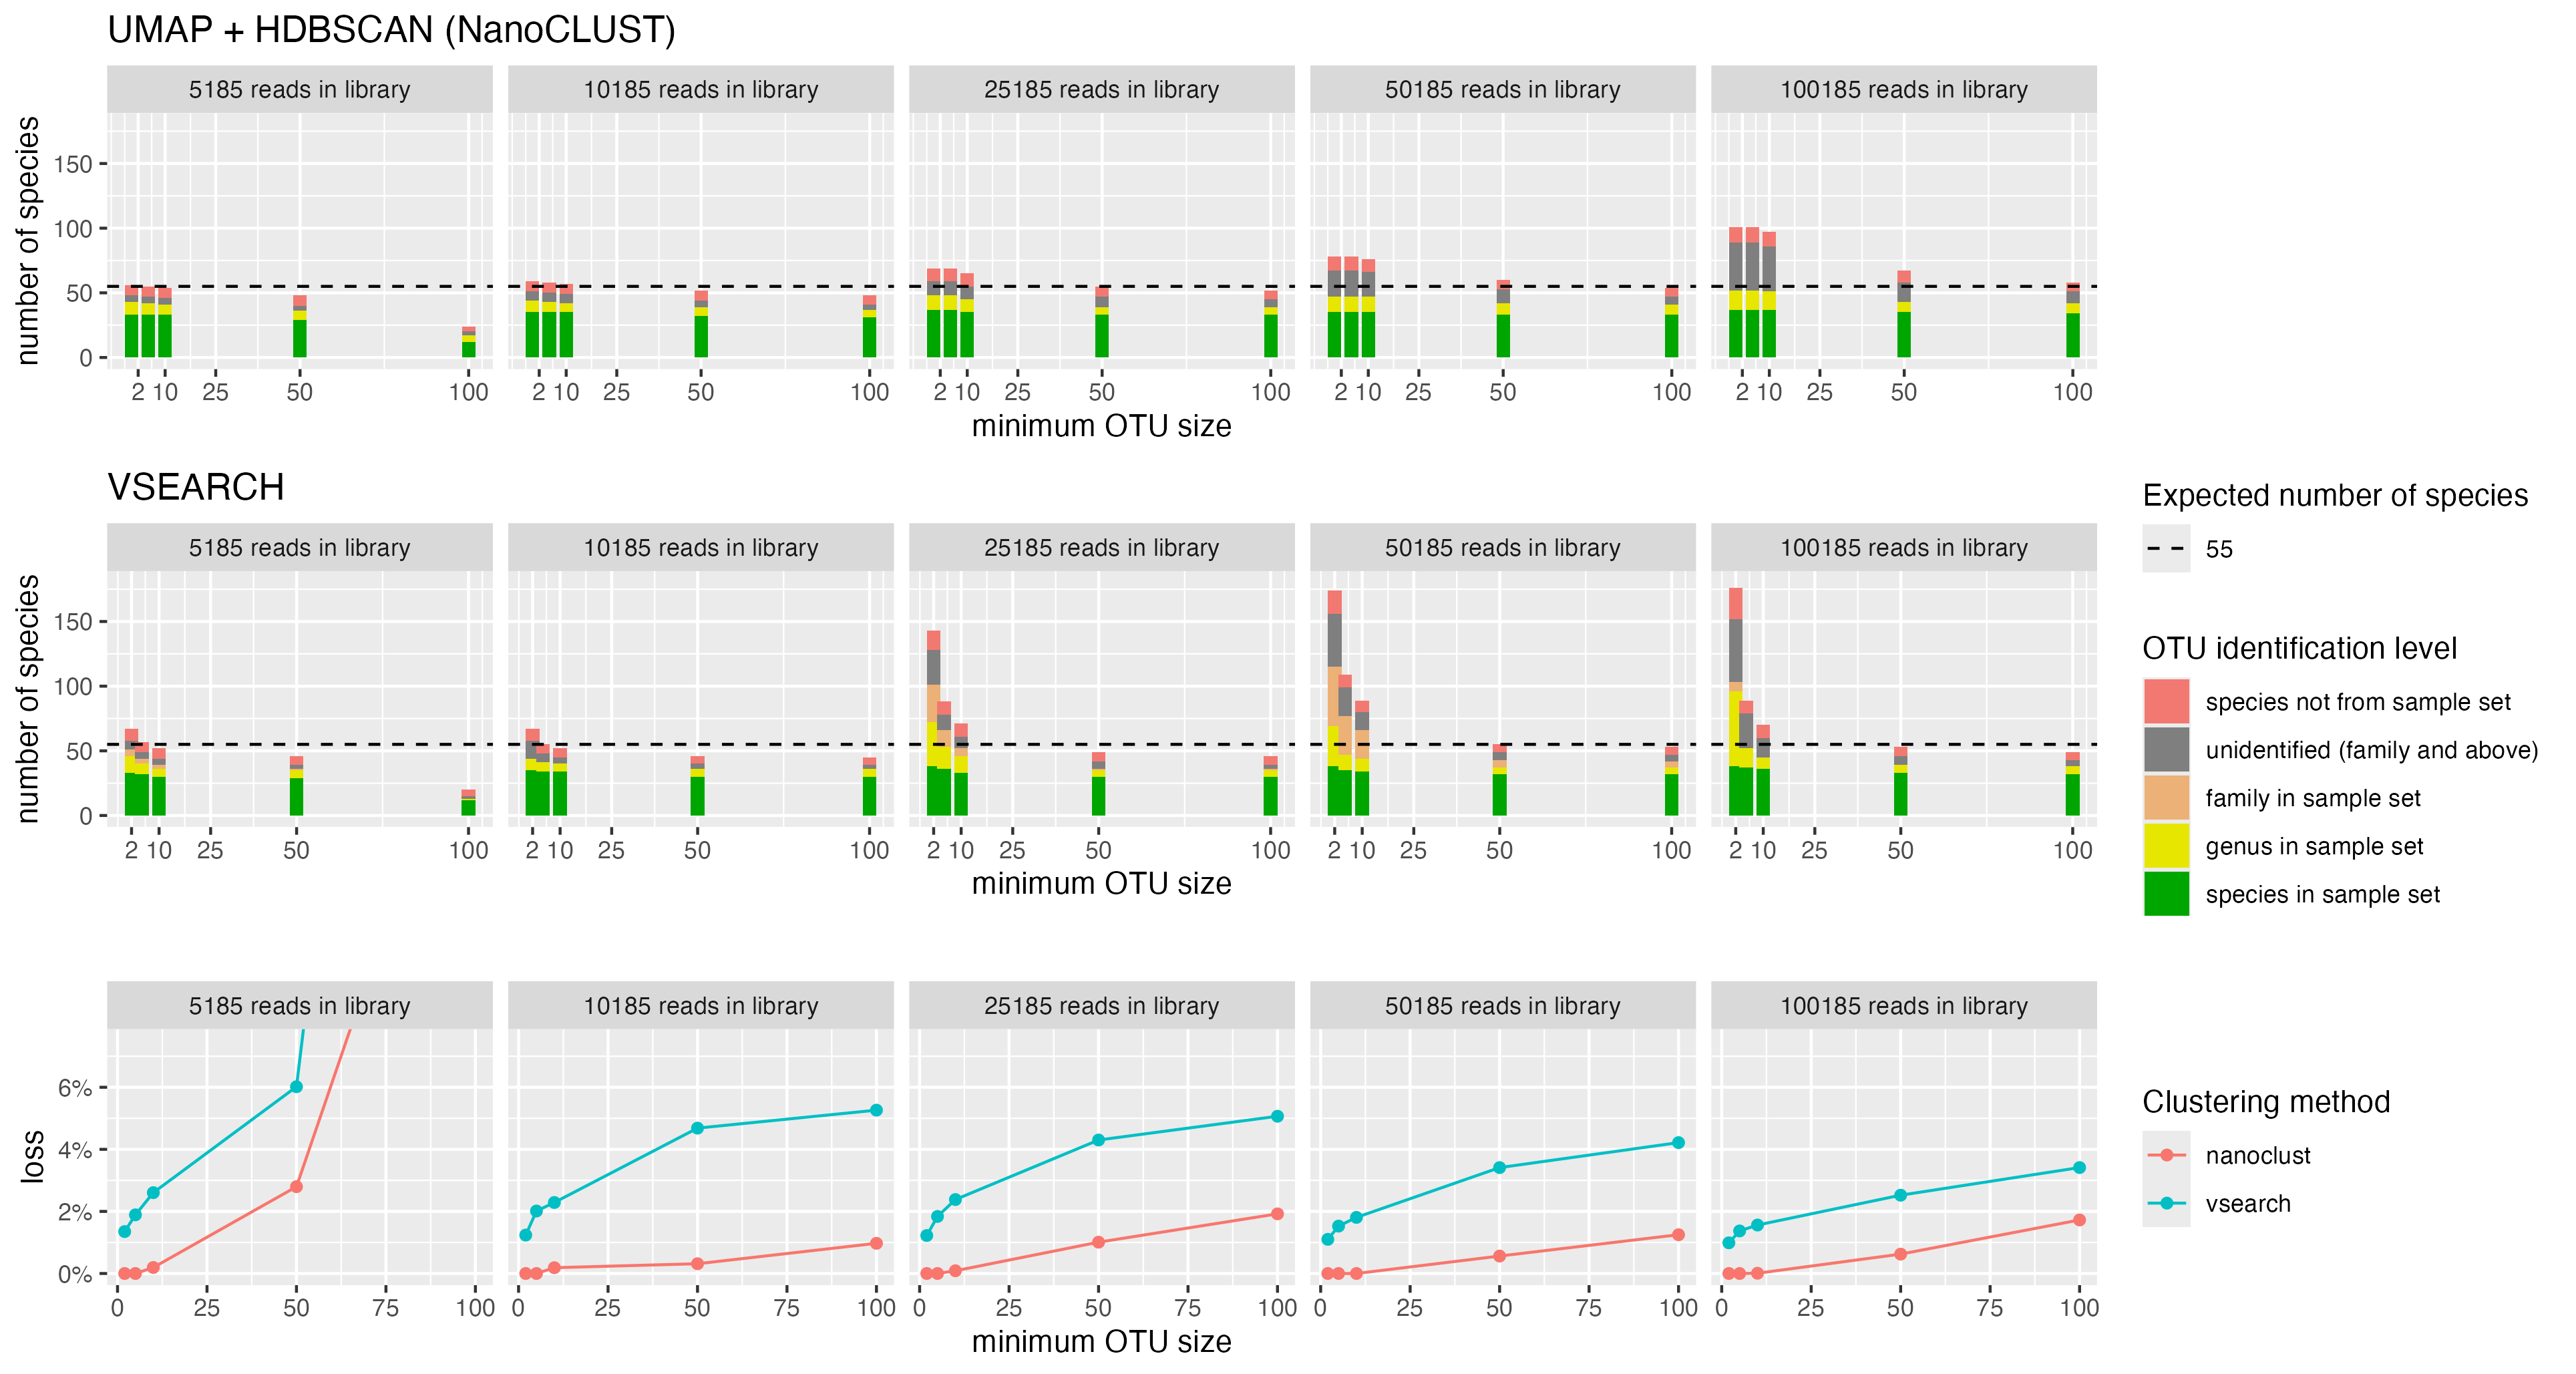 UMAP + HDBSCAN (NanoCLUST)
5185 reads in library
10185 reads in library
25185 reads in library
50185 reads in library
100185 reads in library
number of species
150
100
50
0
2 10 25 50 100
2 10 25 50 100
2 10 25 50 100
2 10 25 50 100
2 10 25 50 100
minimum OTU size
VSEARCH
5185 reads in library
10185 reads in library
25185 reads in library
50185 reads in library
100185 reads in library
number of species
150
100
50
0
2 10 25 50 100
2 10 25 50 100
2 10 25 50 100
2 10 25 50 100
2 10 25 50 100
minimum OTU size
Expected number of species
55
OTU identification level
species not from sample set
unidentified (family and above)
family in sample set
genus in sample set
species in sample set
5185 reads in library
10185 reads in library
25185 reads in library
50185 reads in library
100185 reads in library
loss
6%
4%
2%
0%
0 25 50 75 100
0 25 50 75 100
0 25 50 75 100
0 25 50 75 100
0 25 50 75 100
minimum OTU size
Clustering method
nanoclust
vsearch